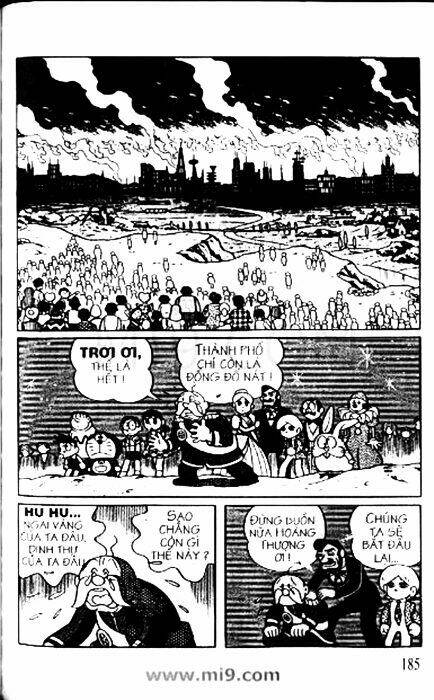 TRỜI ƠI,
THẾ LÀ
HẾT !
THÀNH PHỐ
CHỈ CÒN LÀ
ĐỐNG ĐỔ NÁT !
HU HU...
NGAI VÀNG
CỦA TA ĐÂU,
DINH THỰ
CỦA TA ĐÂU
SAO
CHẲNG
CÒN GÌ
THẾ NÀY ?
ĐỪNG BUỒN
NỮA HOÀNG
THƯỢNG
ƠI !
CHÚNG
TA SẼ
BẮT ĐẦU
LẠI...
185
www.mi9.com